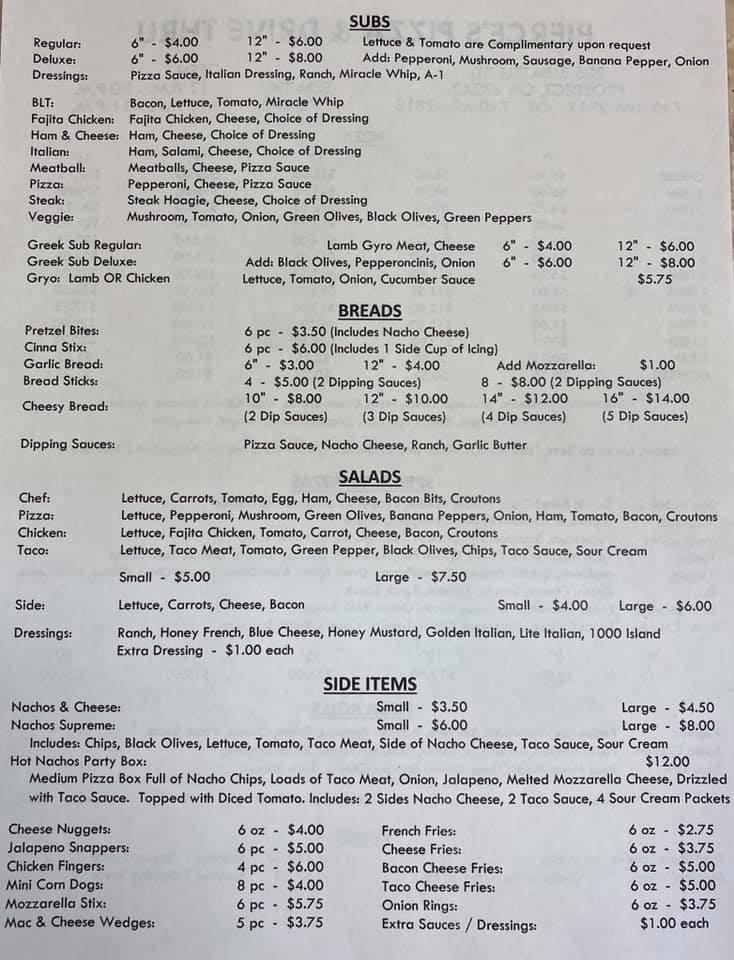 SUBS
Regular: 6" - $4.00 12" - $6.00 Lettuce & Tomato are Complimentary upon request
Deluxe: 6" - $6.00 12" - $8.00 Add: Pepperoni, Mushroom, Sausage, Banana Pepper, Onion
Dressings: Pizza Sauce, Italian Dressing, Ranch, Miracle Whip, A-1
BLT: Bacon, Lettuce, Tomato, Miracle Whip
Fajita Chicken: Fajita Chicken, Cheese, Choice of Dressing
Ham & Cheese: Ham, Cheese, Choice of Dressing
Italian: Ham, Salami, Cheese, Choice of Dressing
Meatball: Meatballs, Cheese, Pizza Sauce
Pizza: Pepperoni, Cheese, Pizza Sauce
Steak: Steak Hoagie, Cheese, Choice of Dressing
Veggie: Mushroom, Tomato, Onion, Green Olives, Black Olives, Green Peppers
Greek Sub Regular: Lamb Gyro Meat, Cheese 6" - $4.00 12" - $6.00
Greek Sub Deluxe: Add: Black Olives, Pepperoncinis, Onion 6" - $6.00 12" - $8.00
Gryo: Lamb OR Chicken Lettuce, Tomato, Onion, Cucumber Sauce $5.75
BREADS
Pretzel Bites: 6 pc - $3.50 (Includes Nacho Cheese)
Cinna Stix: 6 pc - $6.00 (Includes 1 Side Cup of Icing)
Garlic Bread: 6" - $3.00 12" - $4.00 Add Mozzarella: $1.00
Bread Sticks: 4 - $5.00 (2 Dipping Sauces) 8 - $8.00 (2 Dipping Sauces)
Cheesy Bread: 10" - $8.00 12" - $10.00 14" - $12.00 16" - $14.00
(2 Dip Sauces) (3 Dip Sauces) (4 Dip Sauces) (5 Dip Sauces)
Dipping Sauces: Pizza Sauce, Nacho Cheese, Ranch, Garlic Butter
SALADS
Chef: Lettuce, Carrots, Tomato, Egg, Ham, Cheese, Bacon Bits, Croutons
Pizza: Lettuce, Pepperoni, Mushroom, Green Olives, Banana Peppers, Onion, Ham, Tomato, Bacon, Croutons
Chicken: Lettuce, Fajita Chicken, Tomato, Carrot, Cheese, Bacon, Croutons
Taco: Lettuce, Taco Meat, Tomato, Green Pepper, Black Olives, Chips, Taco Sauce, Sour Cream
Small - $5.00 Large - $7.50
Side: Lettuce, Carrots, Cheese, Bacon Small - $4.00 Large - $6.00
Dressings: Ranch, Honey French, Blue Cheese, Honey Mustard, Golden Italian, Lite Italian, 1000 Island
Extra Dressing - $1.00 each
SIDE ITEMS
Nachos & Cheese: Small - $3.50 Large - $4.50
Nachos Supreme: Small - $6.00 Large - $8.00
Includes: Chips, Black Olives, Lettuce, Tomato, Taco Meat, Side of Nacho Cheese, Taco Sauce, Sour Cream
Hot Nachos Party Box: $12.00
Medium Pizza Box Full of Nacho Chips, Loads of Taco Meat, Onion, Jalapeno, Melted Mozzarella Cheese, Drizzled
with Taco Sauce. Topped with Diced Tomato. Includes: 2 Sides Nacho Cheese, 2 Taco Sauce, 4 Sour Cream Packets
Cheese Nuggets: 6 oz - $4.00 French Fries: 6 oz - $2.75
Jalapeno Snappers: 6 pc - $5.00 Cheese Fries: 6 oz - $3.75
Chicken Fingers: 4 pc - $6.00 Bacon Cheese Fries: 6 oz - $5.00
Mini Corn Dogs: 8 pc - $4.00 Taco Cheese Fries: 6 oz - $5.00
Mozzarella Stix: 6 pc - $5.75 Onion Rings: 6 oz - $3.75
Mac & Cheese Wedges: 5 pc - $3.75 Extra Sauces / Dressings: $1.00 each